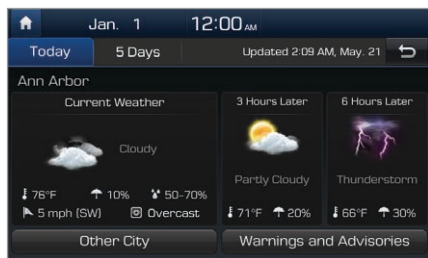 Jan. 1 12:00 AM
Today 5 Days Updated 2:09 AM, May. 21
Ann Arbor
Current Weather
Cloudy
76°F 10% 50-70%
5 mph (SW) Overcast
3 Hours Later
Partly Cloudy
71°F 20%
6 Hours Later
Thunderstorm
66°F 30%
Other City Warnings and Advisories